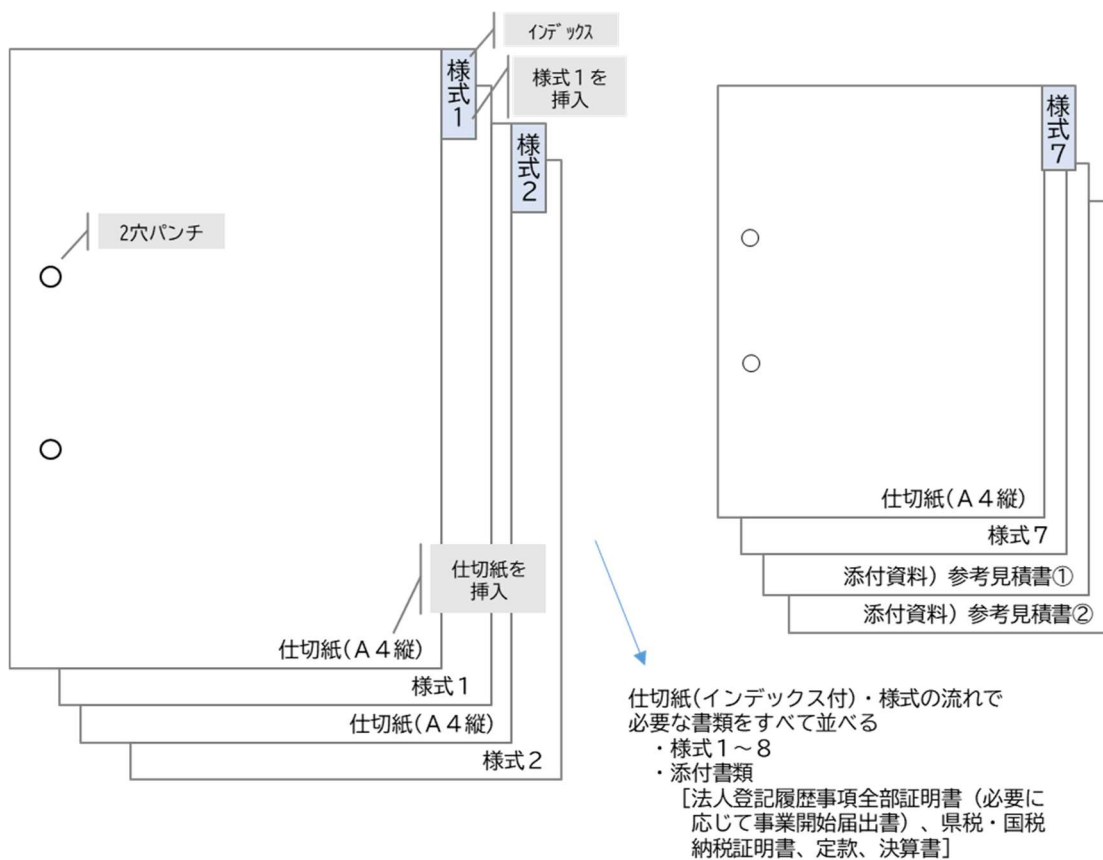 インデックス
様式1
様式1を
挿入
様式2
2穴パンチ
仕切紙を
挿入
仕切紙(A4縦)
様式1
仕切紙(A4縦)
様式2
様式7
仕切紙(A4縦)
様式7
添付資料）参考見積書①
添付資料）参考見積書②
仕切紙(インデックス付)・様式の流れで
必要な書類をすべて並べる
・様式1～8
・添付書類
[法人登記履歴事項全部証明書（必要に
応じて事業開始届出書）、県税・国税
納税証明書、定款、決算書]